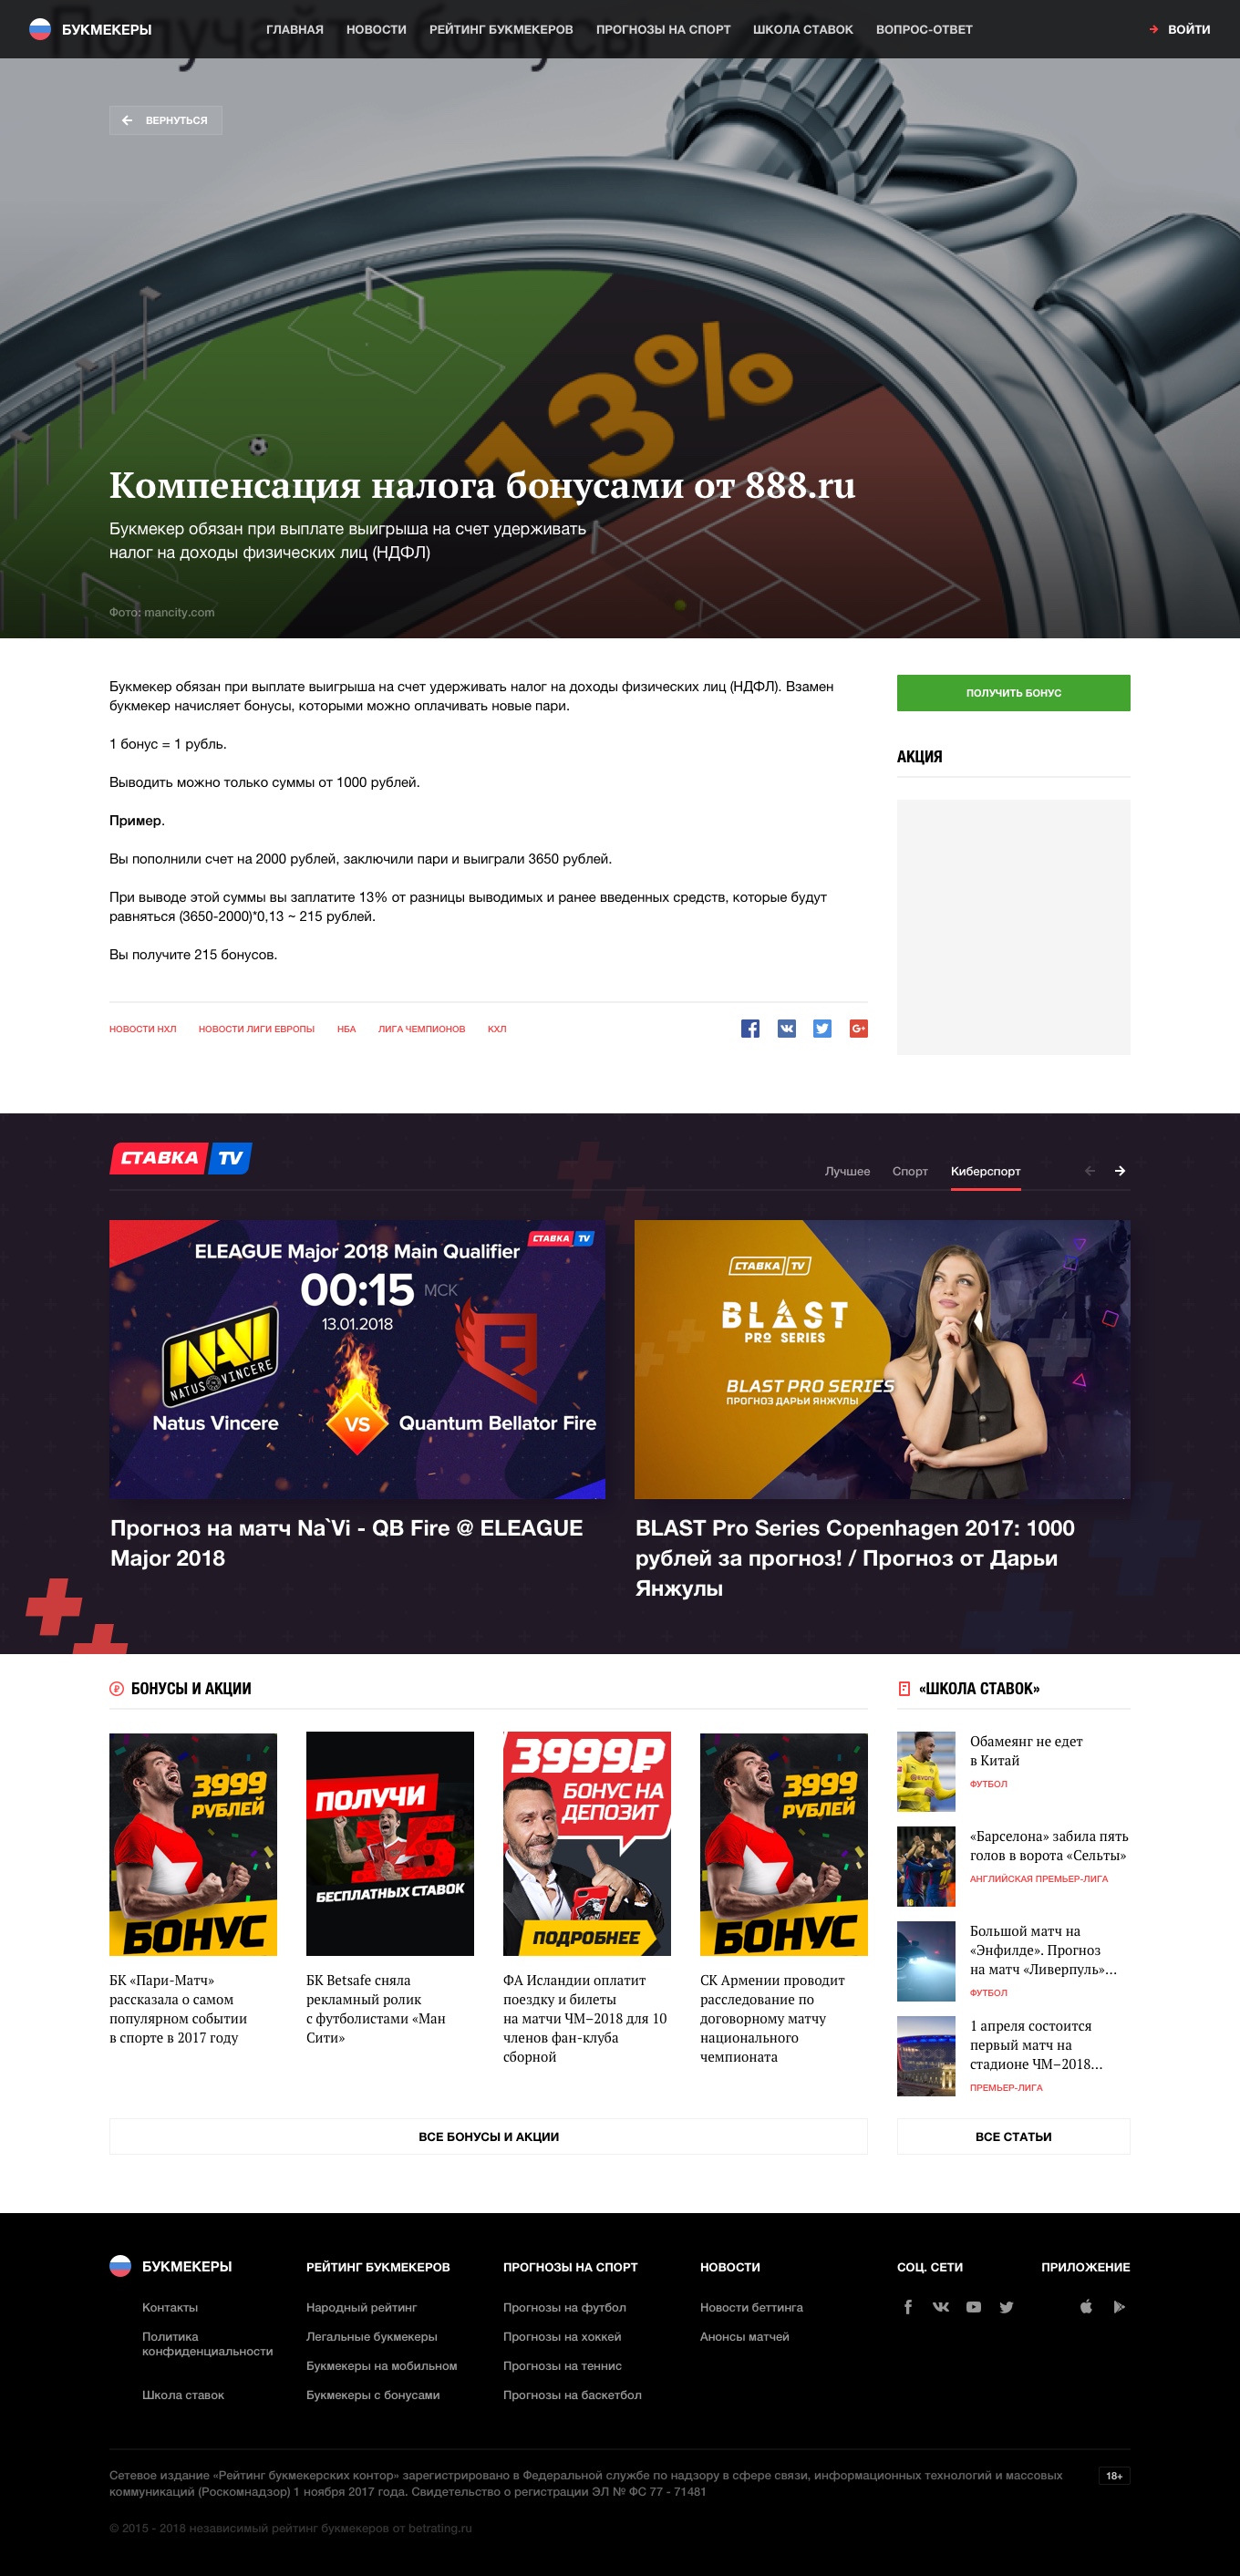 БУКМЕКЕРЫ
ГЛАВНАЯ
НОВОСТИ
РЕЙТИНГ БУКМЕКЕРОВ
ПРОГНОЗЫ НА СПОРТ
ШКОЛА СТАВОК
ВОПРОС-ОТВЕТ
ВОЙТИ
ВЕРНУТЬСЯ
13%
Компенсация налога бонусами от 888.ru
Букмекер обязан при выплате выигрыша на счет удерживать
налог на доходы физических лиц (НДФЛ)
Фото: mancity.com
Букмекер обязан при выплате выигрыша на счет удерживать налог на доходы физических лиц (НДФЛ). Взамен
букмекер начисляет бонусы, которыми можно оплачивать новые пари.
1 бонус = 1 рубль.
Выводить можно только суммы от 1000 рублей.
Пример.
Вы пополнили счет на 2000 рублей, заключили пари и выиграли 3650 рублей.
При выводе этой суммы вы заплатите 13% от разницы выводимых и ранее введенных средств, которые будут
равняться (3650-2000)*0,13 ~ 215 рублей.
Вы получите 215 бонусов.
НОВОСТИ НХЛ
НОВОСТИ ЛИГИ ЕВРОПЫ
НБА
ЛИГА ЧЕМПИОНОВ
КХЛ
ПОЛУЧИТЬ БОНУС
АКЦИЯ
СТАВКА TV
Лучшее
Спорт
Киберспорт
СТАВКА TV
ELEAGUE Major 2018 Main Qualifier
00:15 МСК
13.01.2018
NAVI
NATUS VINCERE
Natus Vincere
VS
Quantum Bellator Fire
Прогноз на матч Na`Vi - QB Fire @ ELEAGUE
Major 2018
СТАВКА TV
BLAST
PRO SERIES
BLAST PRO SERIES
ПРОГНОЗ ДАРЬИ ЯНЖУЛЫ
BLAST Pro Series Copenhagen 2017: 1000
рублей за прогноз! / Прогноз от Дарьи
Янжулы
БОНУСЫ И АКЦИИ
3999
РУБЛЕЙ
БОНУС
БК «Пари-Матч»
рассказала о самом
популярном событии
в спорте в 2017 году
ПОЛУЧИ
15
БЕСПЛАТНЫХ СТАВОК
БК Betsafe сняла
рекламный ролик
с футболистами «Ман
Сити»
3999₽
БОНУС НА
ДЕПОЗИТ
ПОДРОБНЕЕ
ФА Исландии оплатит
поездку и билеты
на матчи ЧМ–2018 для 10
членов фан-клуба
сборной
3999
РУБЛЕЙ
БОНУС
СК Армении проводит
расследование по
договорному матчу
национального
чемпионата
ВСЕ БОНУСЫ И АКЦИИ
«ШКОЛА СТАВОК»
Обамеянг не едет
в Китай
ФУТБОЛ
«Барселона» забила пять
голов в ворота «Сельты»
АНГЛИЙСКАЯ ПРЕМЬЕР-ЛИГА
Большой матч на
«Энфилде». Прогноз
на матч «Ливерпуль»...
ФУТБОЛ
1 апреля состоится
первый матч на
стадионе ЧМ–2018...
ПРЕМЬЕР-ЛИГА
ВСЕ СТАТЬИ
БУКМЕКЕРЫ
Контакты
Политика
конфиденциальности
Школа ставок
РЕЙТИНГ БУКМЕКЕРОВ
Народный рейтинг
Легальные букмекеры
Букмекеры на мобильном
Букмекеры с бонусами
ПРОГНОЗЫ НА СПОРТ
Прогнозы на футбол
Прогнозы на хоккей
Прогнозы на теннис
Прогнозы на баскетбол
НОВОСТИ
Новости беттинга
Анонсы матчей
СОЦ. СЕТИ
ПРИЛОЖЕНИЕ
Сетевое издание «Рейтинг букмекерских контор» зарегистрировано в Федеральной службе по надзору в сфере связи, информационных технологий и массовых
коммуникаций (Роскомнадзор) 1 ноября 2017 года. Свидетельство о регистрации ЭЛ № ФС 77 - 71481
18+
© 2015 - 2018 независимый рейтинг букмекеров от betrating.ru